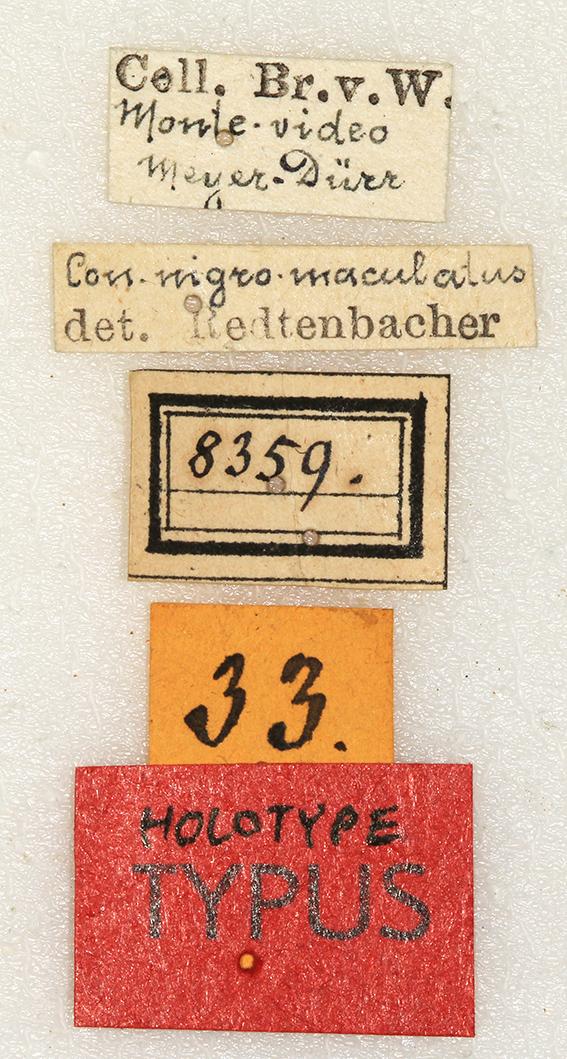 Coll. Br.v.W.
Monte-video
Meyer-Dürr
Con. nigro-maculatus
det. Redtenbacher
8359.
33.
HOLOTYPE
TYPUS